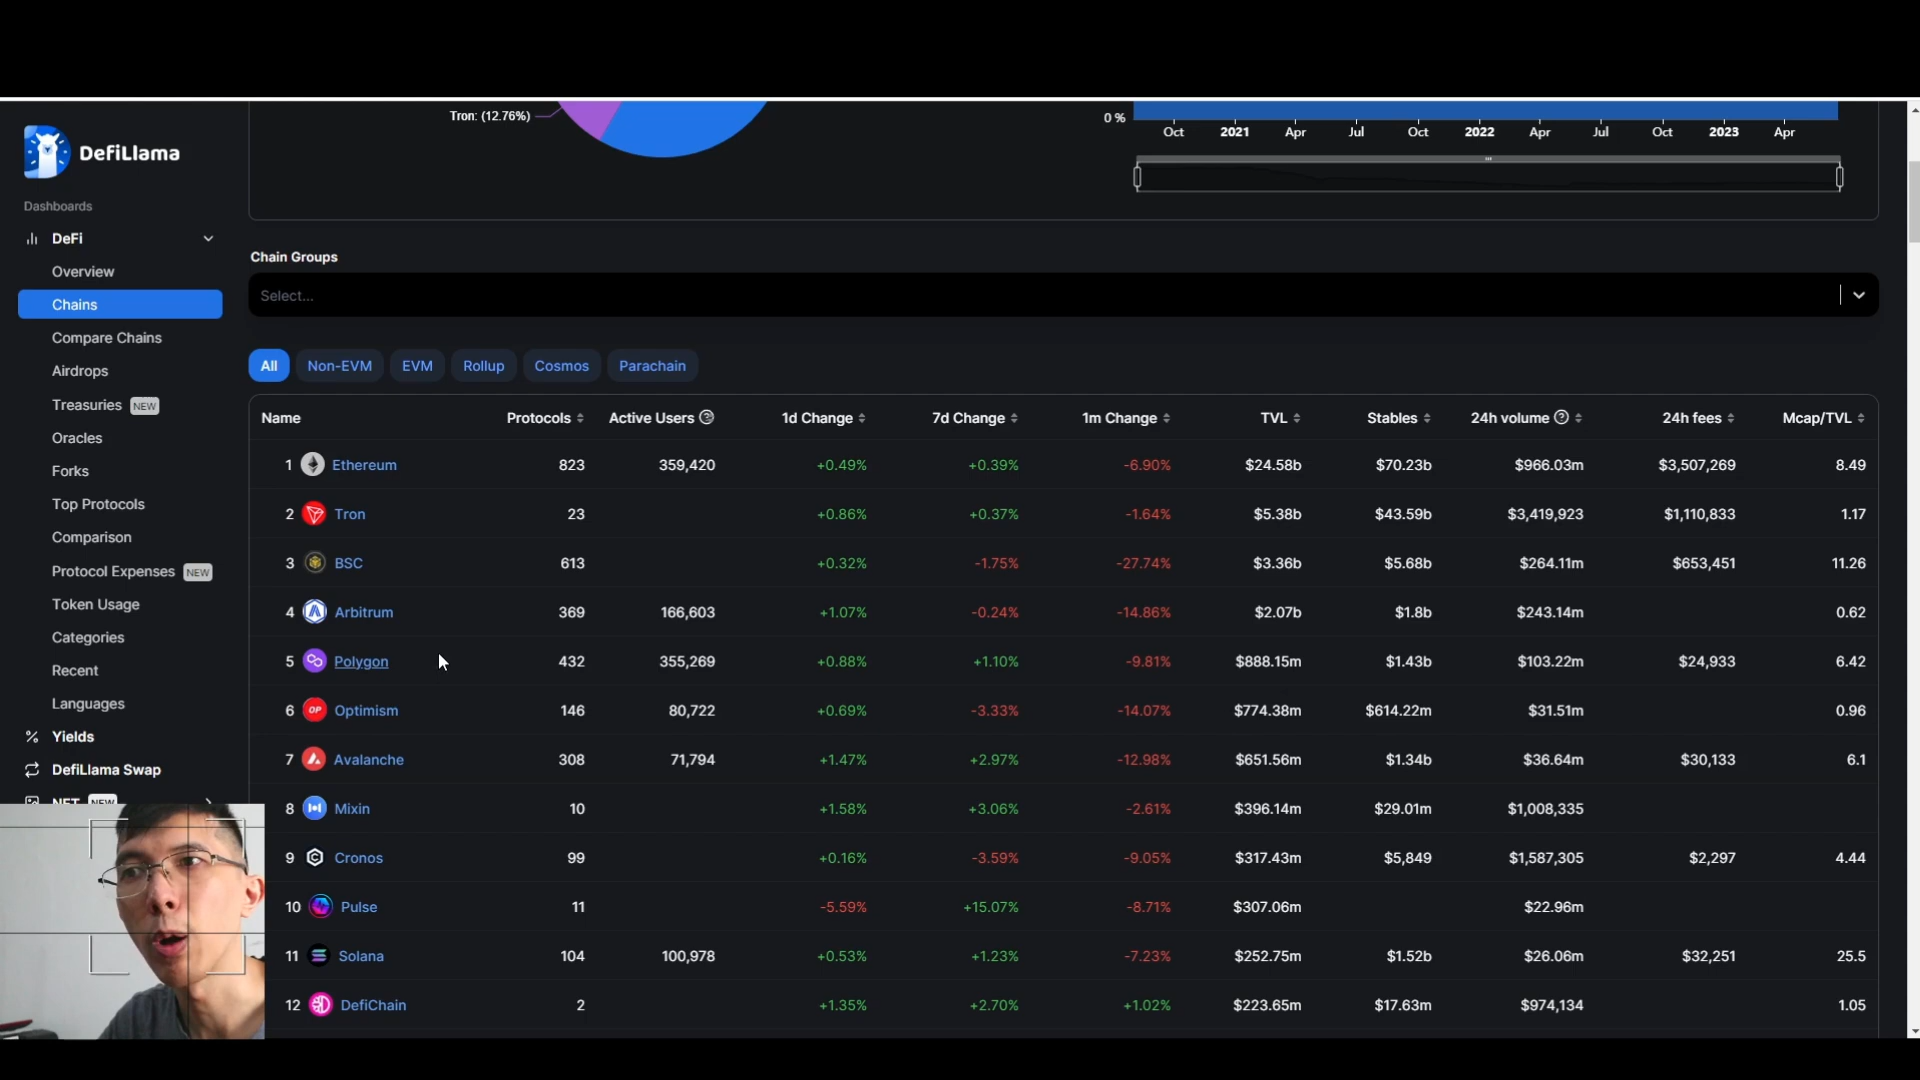 Tron: (12.76%)
0 %
Oct 2021 Apr Jul Oct 2022 Apr Jul Oct 2023 Apr
DefiLlama
Dashboards
DeFi
Overview
Chains
Compare Chains
Airdrops
Treasuries NEW
Oracles
Forks
Top Protocols
Comparison
Protocol Expenses NEW
Token Usage
Categories
Recent
Languages
Yields
DefiLlama Swap
NFT NEW
Chain Groups
Select...
All Non-EVM EVM Rollup Cosmos Parachain
Name Protocols Active Users 1d Change 7d Change 1m Change TVL Stables 24h volume 24h fees Mcap/TVL
1 Ethereum 823 359,420 +0.49% +0.39% -6.90% $24.58b $70.23b $966.03m $3,507,269 8.49
2 Tron 23 +0.86% +0.37% -1.64% $5.38b $43.59b $3,419,923 $1,110,833 1.17
3 BSC 613 +0.32% -1.75% -27.74% $3.36b $5.68b $264.11m $653,451 11.26
4 Arbitrum 369 166,603 +1.07% -0.24% -14.86% $2.07b $1.8b $243.14m 0.62
5 Polygon 432 355,269 +0.88% +1.10% -9.81% $888.15m $1.43b $103.22m $24,933 6.42
6 OP Optimism 146 80,722 +0.69% -3.33% -14.07% $774.38m $614.22m $31.51m 0.96
7 Avalanche 308 71,794 +1.47% +2.97% -12.98% $651.56m $1.34b $36.64m $30,133 6.1
8 Mixin 10 +1.58% +3.06% -2.61% $396.14m $29.01m $1,008,335
9 Cronos 99 +0.16% -3.59% -9.05% $317.43m $5,849 $1,587,305 $2,297 4.44
10 Pulse 11 -5.59% +15.07% -8.71% $307.06m $22.96m
11 Solana 104 100,978 +0.53% +1.23% -7.23% $252.75m $1.52b $26.06m $32,251 25.5
12 DefiChain 2 +1.35% +2.70% +1.02% $223.65m $17.63m $974,134 1.05